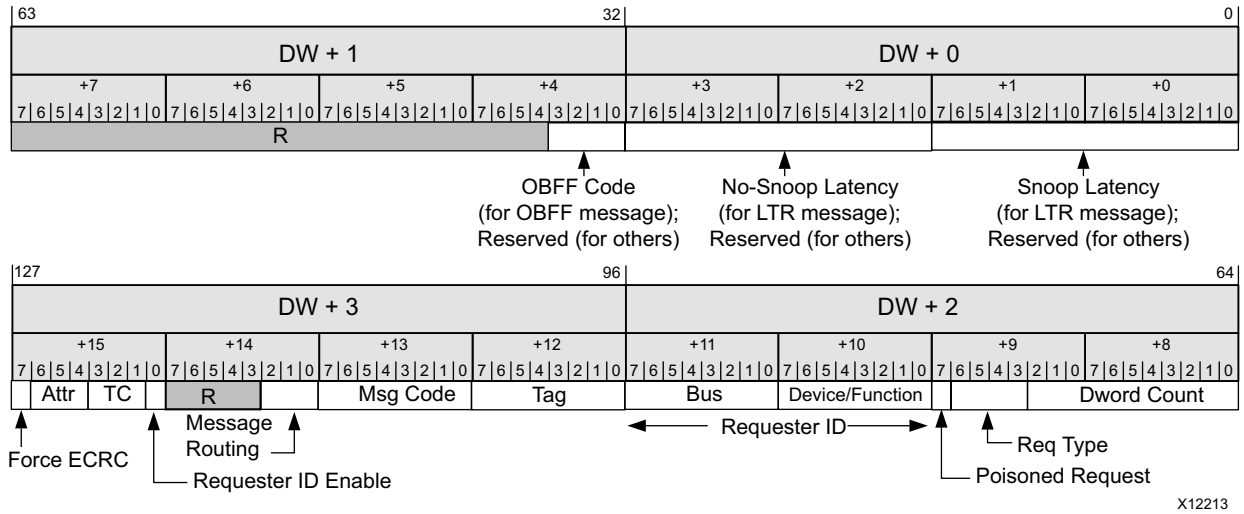 63 32 0
DW + 1 DW + 0
+7 +6 +5 +4 +3 +2 +1 +0
7 6 5 4 3 2 1 0 7 6 5 4 3 2 1 0 7 6 5 4 3 2 1 0 7 6 5 4 3 2 1 0 7 6 5 4 3 2 1 0 7 6 5 4 3 2 1 0 7 6 5 4 3 2 1 0 7 6 5 4 3 2 1 0
R
OBFF Code No-Snoop Latency Snoop Latency
(for OBFF message); (for LTR message); (for LTR message);
Reserved (for others) Reserved (for others) Reserved (for others)
127 96 64
DW + 3 DW + 2
+15 +14 +13 +12 +11 +10 +9 +8
7 6 5 4 3 2 1 0 7 6 5 4 3 2 1 0 7 6 5 4 3 2 1 0 7 6 5 4 3 2 1 0 7 6 5 4 3 2 1 0 7 6 5 4 3 2 1 0 7 6 5 4 3 2 1 0 7 6 5 4 3 2 1 0
Attr TC R Msg Code Tag Bus Device/Function Dword Count
Message Requester ID
Routing Req Type
Force ECRC
Requester ID Enable Poisoned Request
X12213